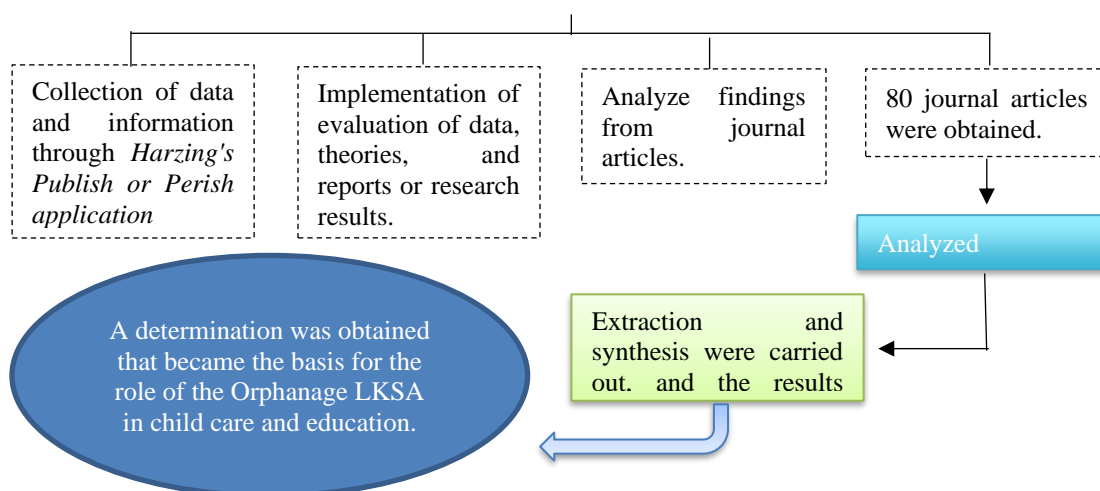 Collection of data
and information
through Harzing's
Publish or Perish
application
Implementation of
evaluation of data,
theories, and
reports or research
results.
Analyze findings
from journal
articles.
80 journal articles
were obtained.
Analyzed
Extraction and
synthesis were carried
out. and the results
A determination was obtained
that became the basis for the
role of the Orphanage LKSA
in child care and education.